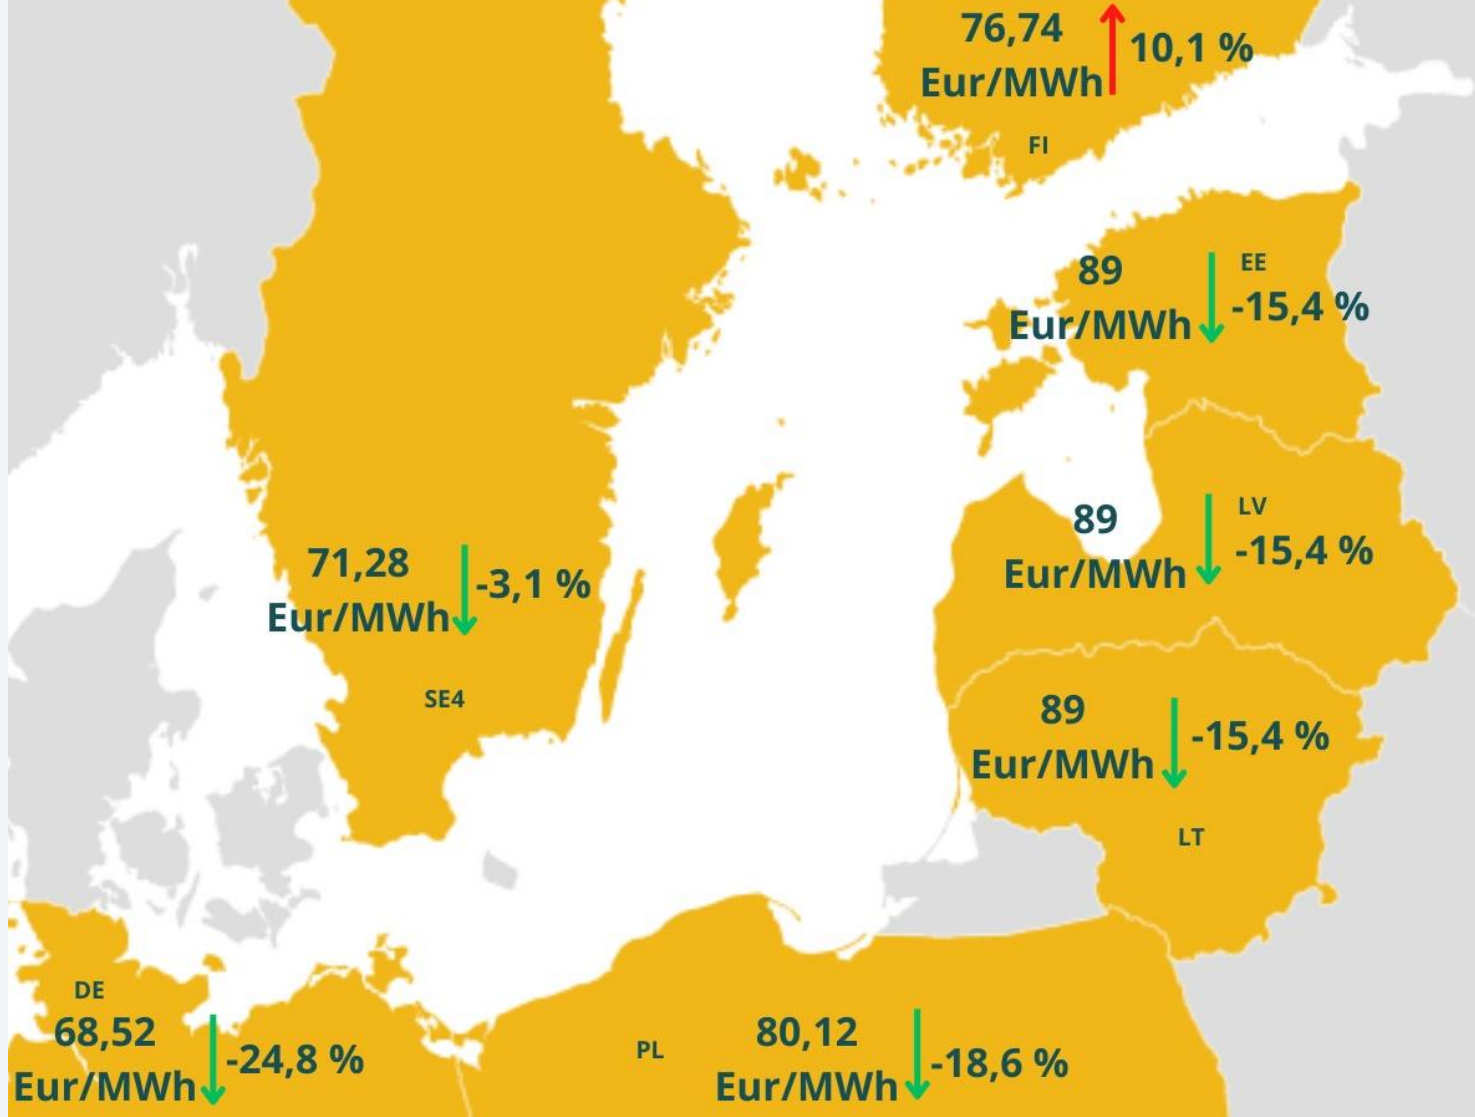 76,74
Eur/MWh
10,1 %
FI
89
Eur/MWh
EE
-15,4 %
89
Eur/MWh
LV
-15,4 %
71,28
Eur/MWh
-3,1 %
SE4
89
Eur/MWh
-15,4 %
LT
DE
68,52
Eur/MWh
-24,8 %
PL
80,12
Eur/MWh
-18,6 %